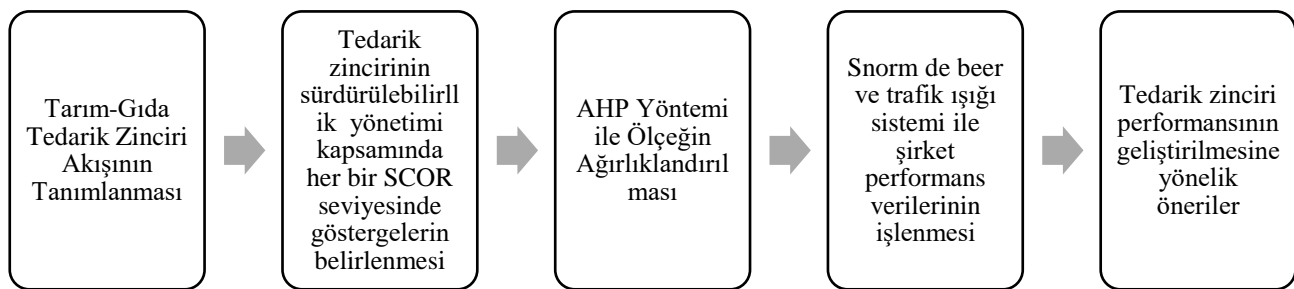 Tarım-Gıda
Tedarik Zinciri
Akışının
Tanımlanması
Tedarik
zincirinin
sürdürülebilirll
ik yönetimi
kapsamında
her bir SCOR
seviyesinde
göstergelerin
belirlenmesi
AHP Yöntemi
ile Ölçeğin
Ağırlıklandırıl
ması
Snorm de beer
ve trafik ışığı
sistemi ile
şirket
performans
verilerinin
işlenmesi
Tedarik zinciri
performansının
geliştirilmesine
yönelik
öneriler